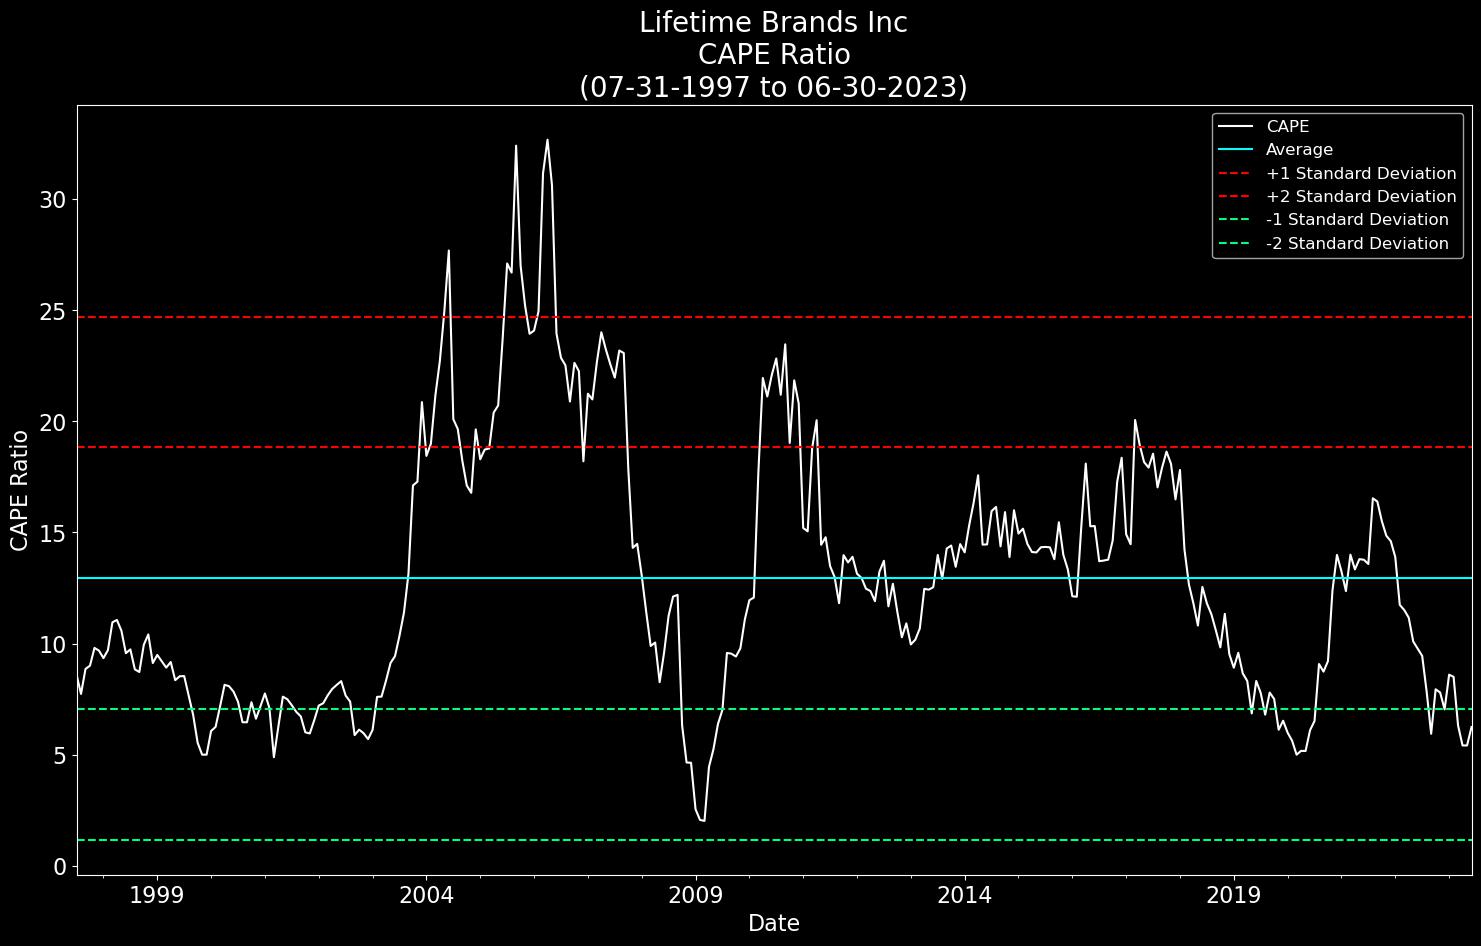 Lifetime Brands Inc
CAPE Ratio
(07-31-1997 to 06-30-2023)
CAPE
Average
+1 Standard Deviation
+2 Standard Deviation
-1 Standard Deviation
-2 Standard Deviation
CAPE Ratio
30
25
20
15
10
5
0
1999
2004
2009
2014
2019
Date